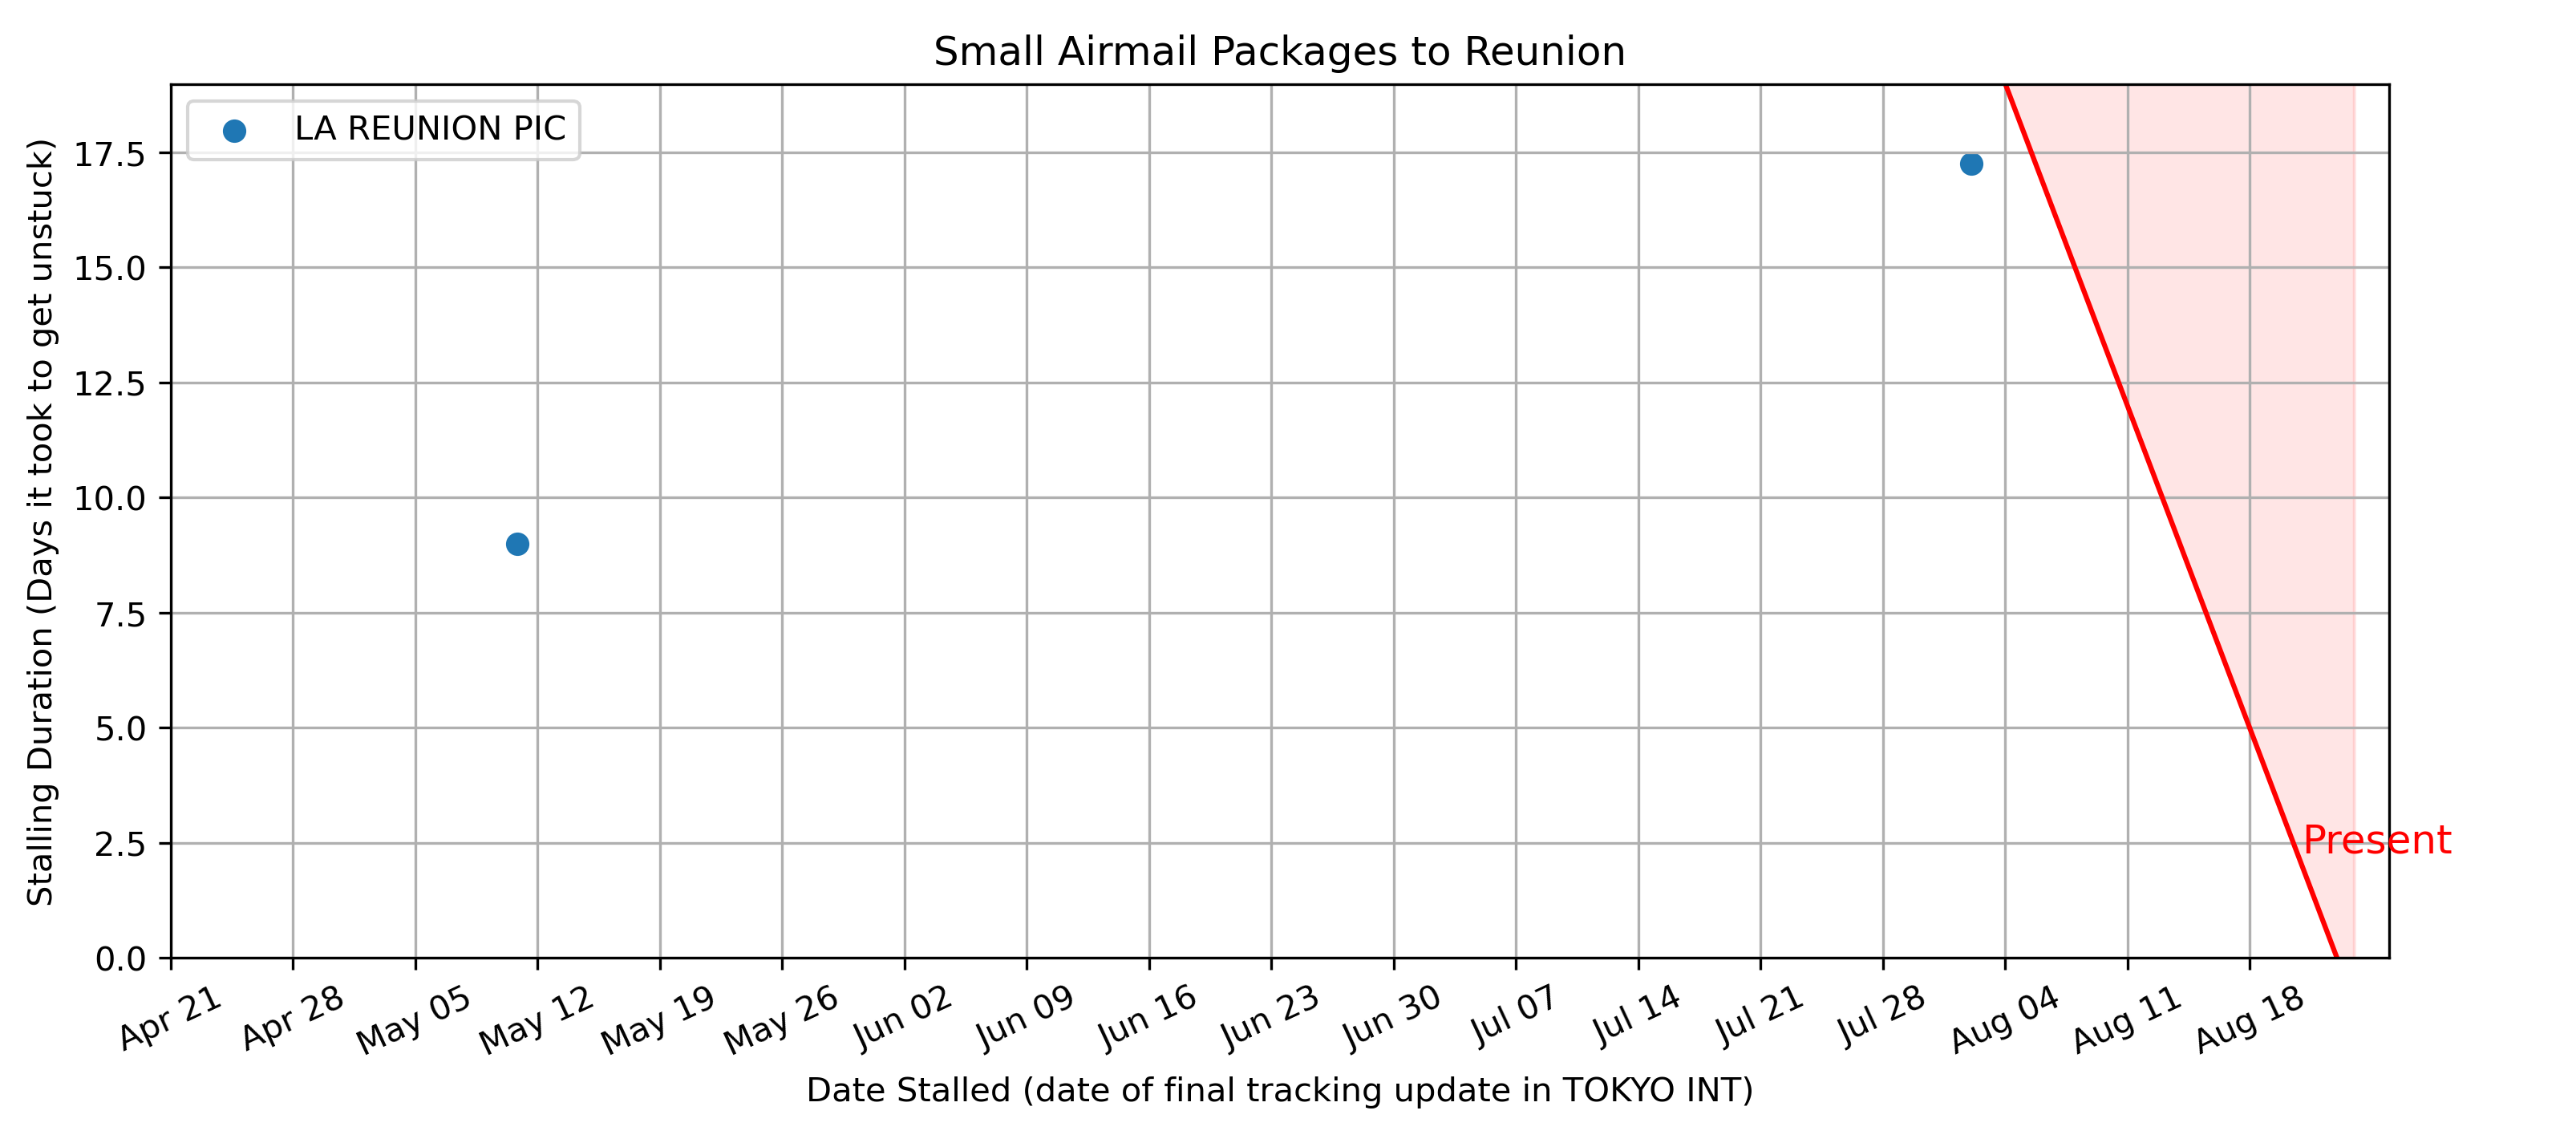 Small Airmail Packages to Reunion
LA REUNION PIC
Stalling Duration (Days it took to get unstuck)
17.5
15.0
12.5
10.0
7.5
5.0
2.5
0.0
Present
Apr 21
Apr 28
May 05
May 12
May 19
May 26
Jun 02
Jun 09
Jun 16
Jun 23
Jun 30
Jul 07
Jul 14
Jul 21
Jul 28
Aug 04
Aug 11
Aug 18
Date Stalled (date of final tracking update in TOKYO INT)